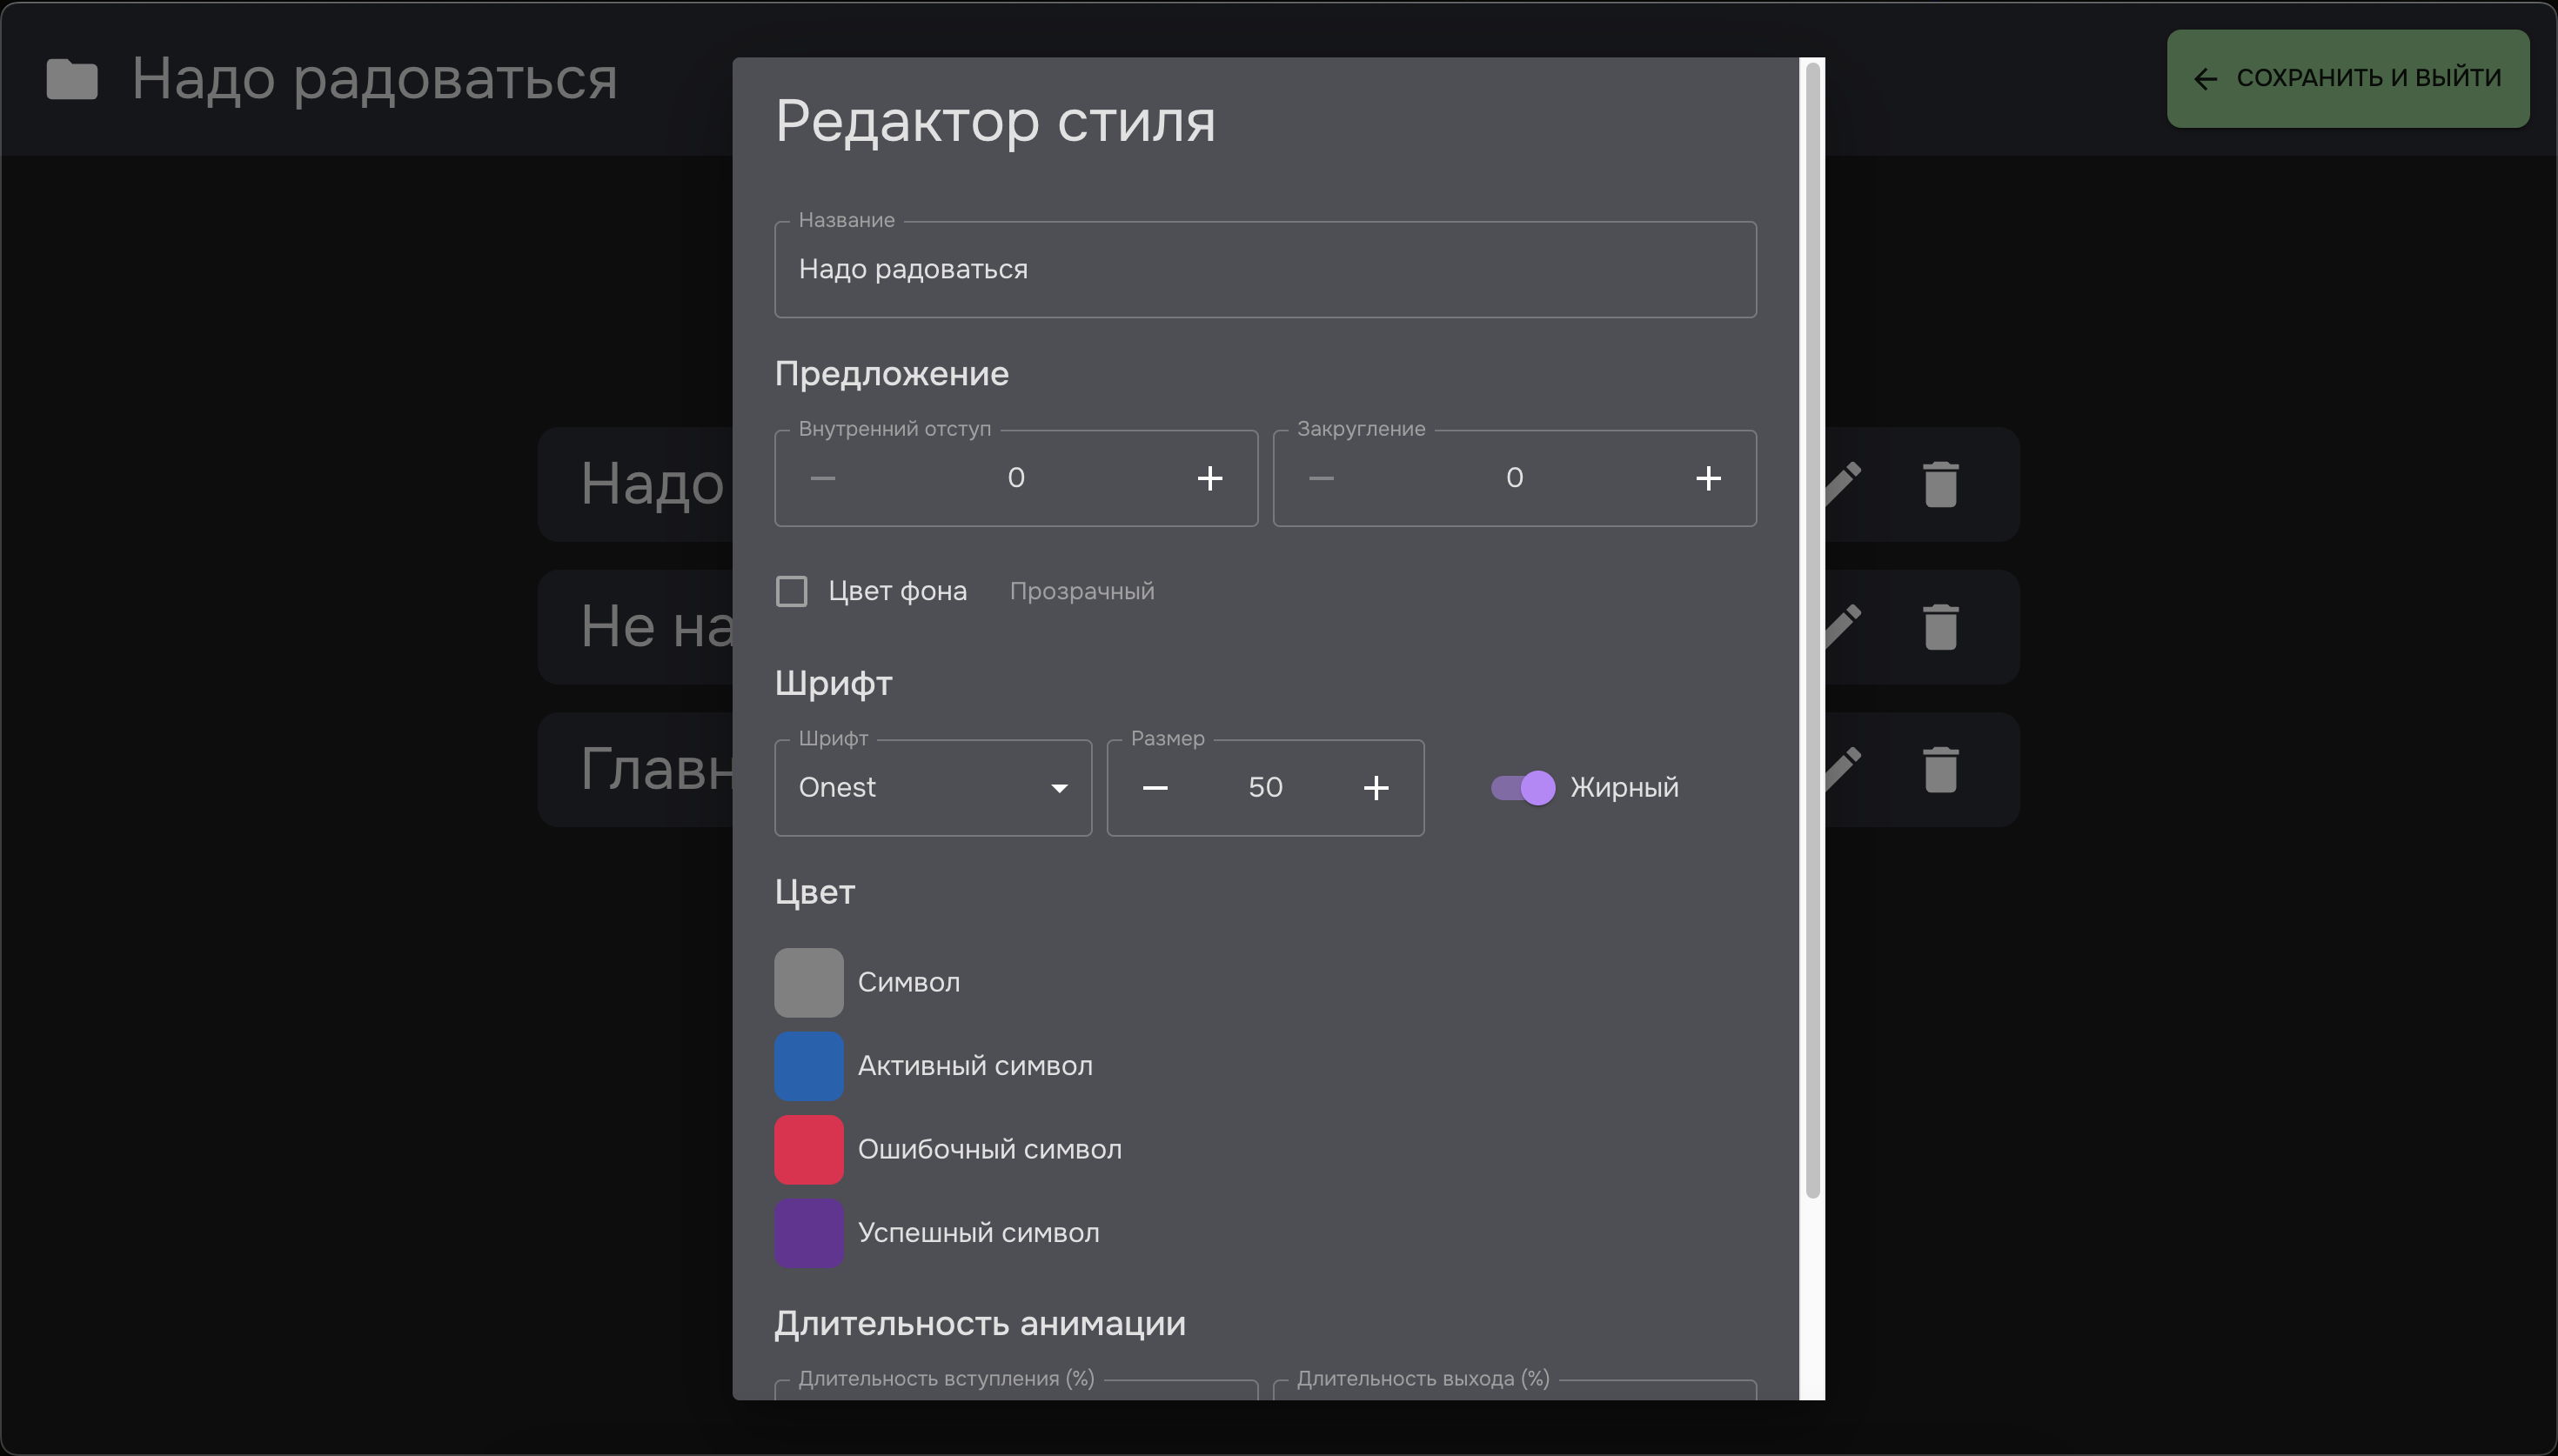 Надо радоваться
СОХРАНИТЬ И ВЫЙТИ
Редактор стиля
Название
Надо радоваться
Предложение
Внутренний отступ
Закругление
0
0
Надо
Цвет фона
Прозрачный
Не на
Шрифт
Шрифт
Размер
Onest
50
Жирный
Главн
Цвет
Символ
Активный символ
Ошибочный символ
Успешный символ
Длительность анимации
Длительность вступления (%)
Длительность выхода (%)